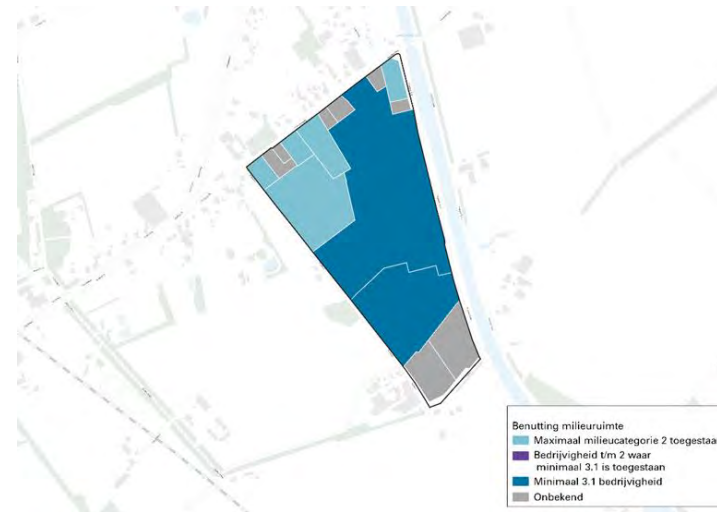 Benutting milieuruimte
Maximaal milieucategorie 2 toegestaa
Bedrijvigheid t/m 2 waar
minimaal 3.1 is toegestaan
Minimaal 3.1 bedrijvigheid
Onbekend